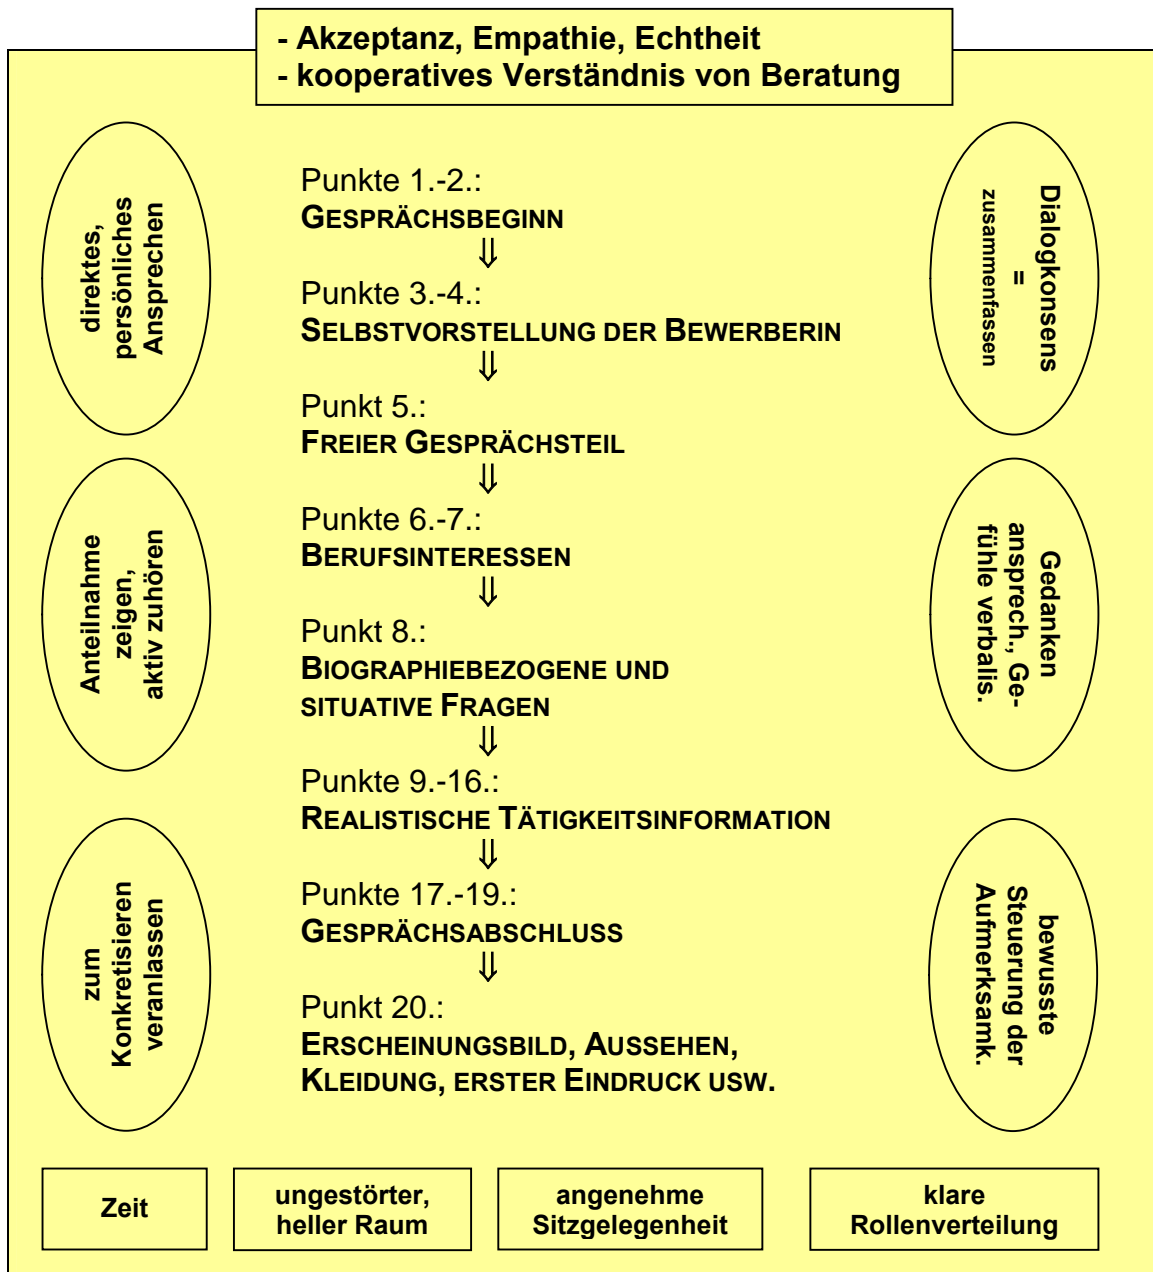 - Akzeptanz, Empathie, Echtheit
- kooperatives Verständnis von Beratung
direktes,
persönliches
Ansprechen
Anteilnahme
zeigen,
aktiv zuhören
zum
Konkretisieren
veranlassen
Punkte 1.-2.:
GESPRÄCHSBEGINN
⇓
Punkte 3.-4.:
SELBSTVORSTELLUNG DER BEWERBERIN
⇓
Punkt 5.:
FREIER GESPRÄCHSTEIL
⇓
Punkte 6.-7.:
BERUFSINTERESSEN
⇓
Punkt 8.:
BIOGRAPHIEBEZOGENE UND
SITUATIVE FRAGEN
⇓
Punkte 9.-16.:
REALISTISCHE TÄTIGKEITSINFORMATION
⇓
Punkte 17.-19.:
GESPRÄCHSABSCHLUSS
⇓
Punkt 20.:
ERSCHEINUNGSBILD, AUSSEHEN,
KLEIDUNG, ERSTER EINDRUCK USW.
Dialogkonsens
=
zusammenfassen
Gedanken
ansprech., Ge-
fühle verbalis.
bewusste
Steuerung der
Aufmerksamk.
Zeit
ungestörter,
heller Raum
angenehme
Sitzgelegenheit
klare
Rollenverteilung